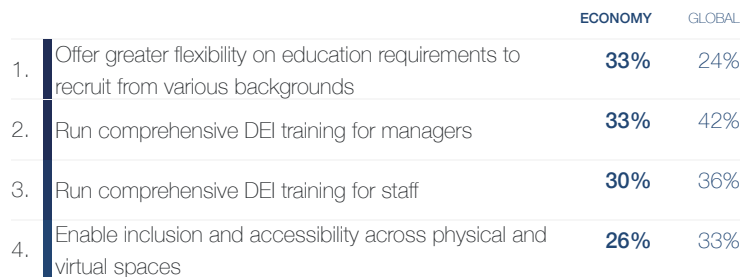 ECONOMY GLOBAL
1. Offer greater flexibility on education requirements to
recruit from various backgrounds 33% 24%
2. Run comprehensive DEI training for managers 33% 42%
3. Run comprehensive DEI training for staff 30% 36%
4. Enable inclusion and accessibility across physical and
virtual spaces 26% 33%